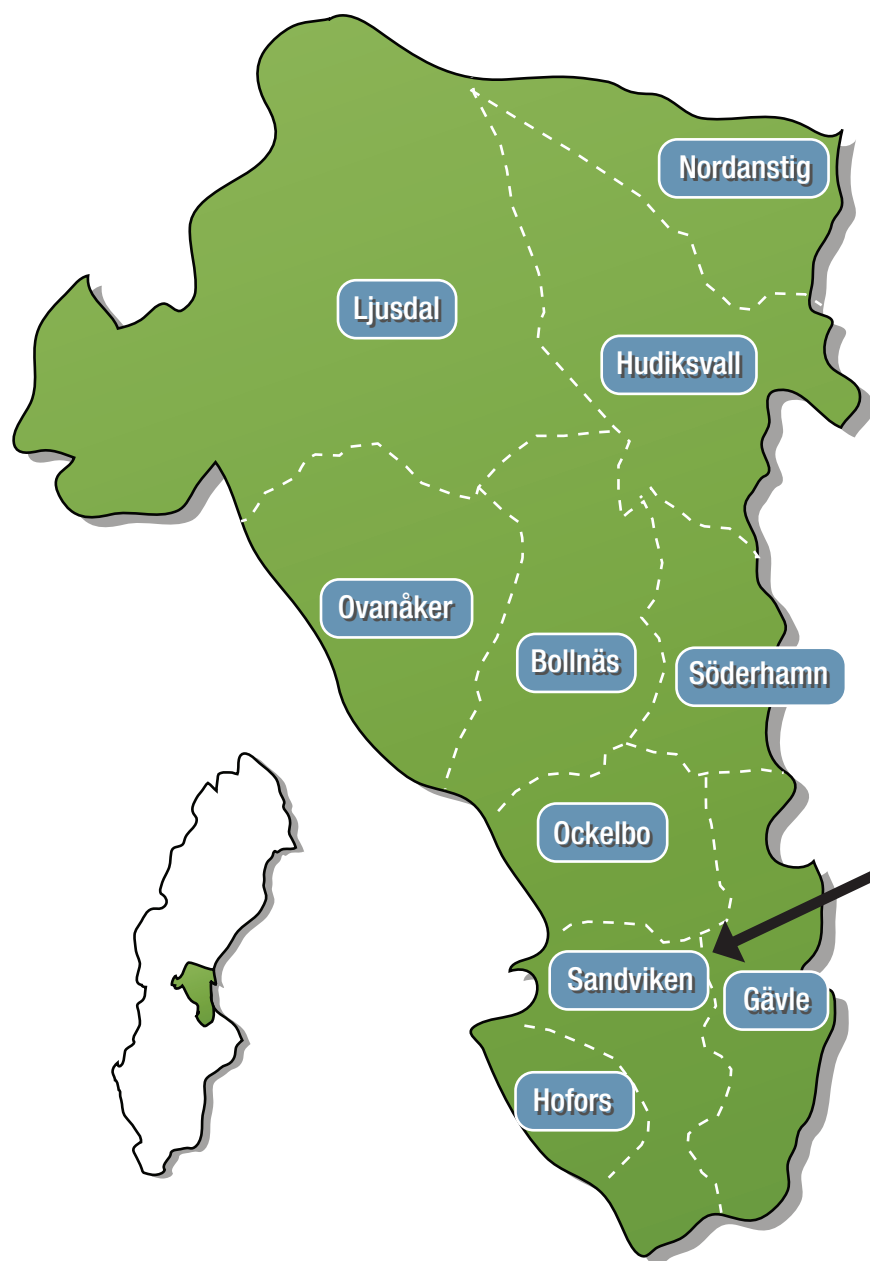 Nordanstig
Ljusdal
Hudiksvall
Ovanåker
Bollnäs
Söderhamn
Ockelbo
Sandviken
Gävle
Hofors